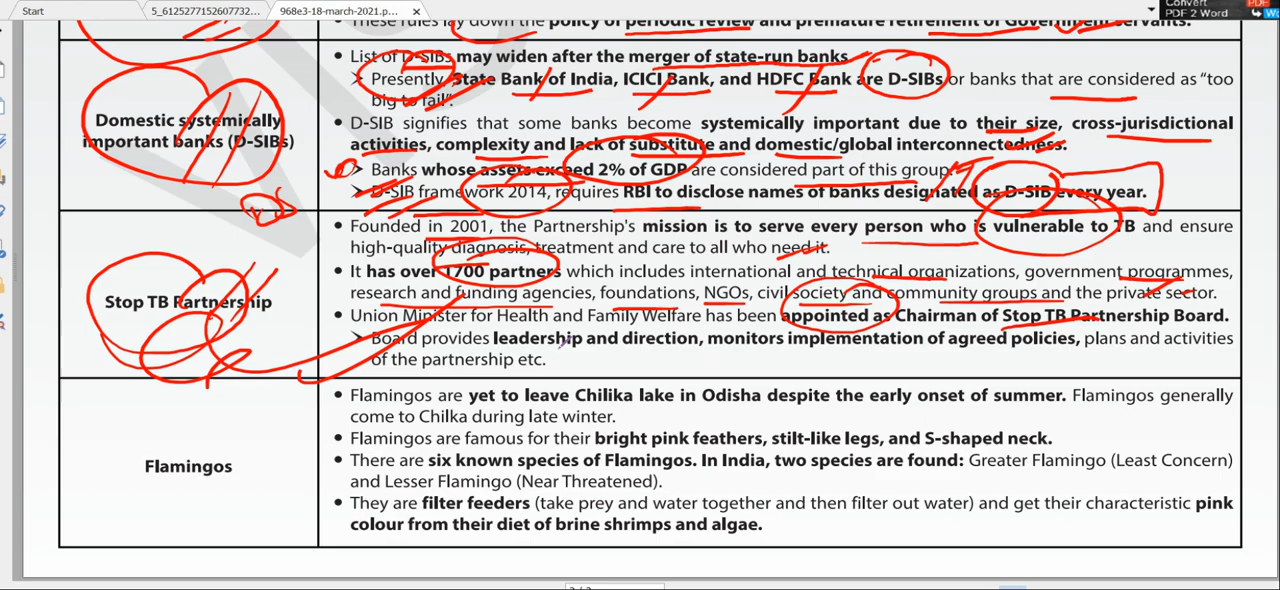 Start
5_6125277152607732...
968e3-18-march-2021.p...
Convert
PDF 2 Word
These rules lay down the policy of periodic review and premature retirement of Government servants.
Domestic systemically
important banks (D-SIBs)
• List of D-SIBs may widen after the merger of state-run banks.
➤ Presently, State Bank of India, ICICI Bank, and HDFC Bank are D-SIBs or banks that are considered as “too
big to fail”.
• D-SIB signifies that some banks become systemically important due to their size, cross-jurisdictional
activities, complexity and lack of substitute and domestic/global interconnectedness.
➤ Banks whose assets exceed 2% of GDP are considered part of this group.
➤ D-SIB framework 2014, requires RBI to disclose names of banks designated as D-SIB every year.
Stop TB Partnership
• Founded in 2001, the Partnership's mission is to serve every person who is vulnerable to TB and ensure
high-quality diagnosis, treatment and care to all who need it.
• It has over 1700 partners which includes international and technical organizations, government programmes,
research and funding agencies, foundations, NGOs, civil society and community groups and the private sector.
• Union Minister for Health and Family Welfare has been appointed as Chairman of Stop TB Partnership Board.
➤ Board provides leadership and direction, monitors implementation of agreed policies, plans and activities
of the partnership etc.
Flamingos
• Flamingos are yet to leave Chilika lake in Odisha despite the early onset of summer. Flamingos generally
come to Chilka during late winter.
• Flamingos are famous for their bright pink feathers, stilt-like legs, and S-shaped neck.
• There are six known species of Flamingos. In India, two species are found: Greater Flamingo (Least Concern)
and Lesser Flamingo (Near Threatened).
• They are filter feeders (take prey and water together and then filter out water) and get their characteristic pink
colour from their diet of brine shrimps and algae.